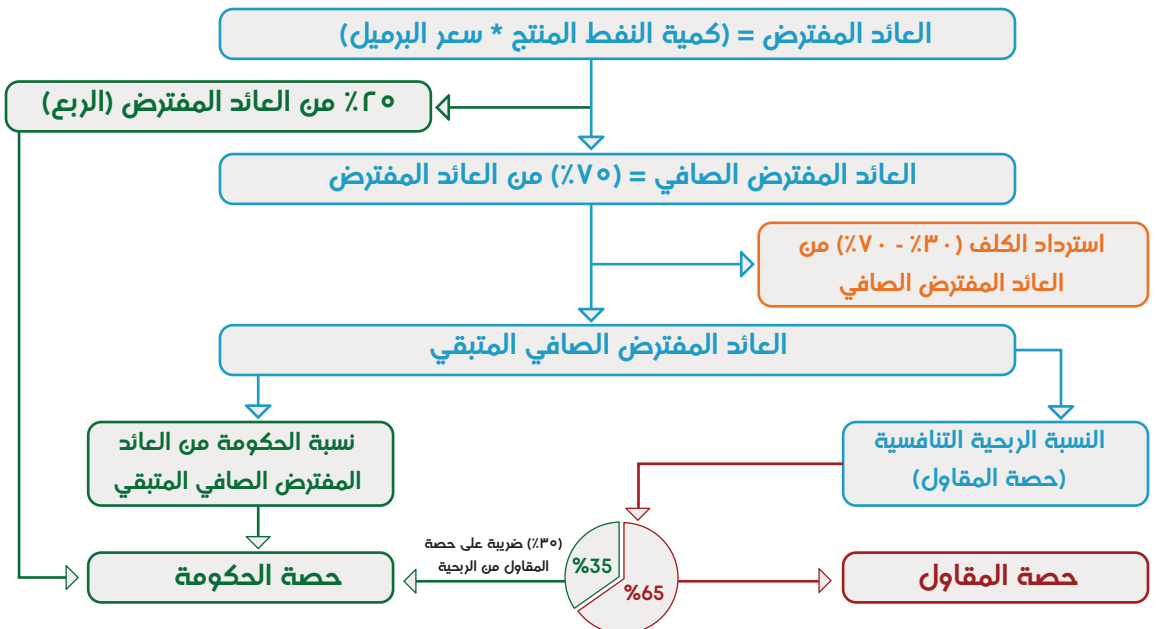 العائد المفترض = (كمية النفط المنتج * سعر البرميل)
٢٥٪ من العائد المفترض (الربع)
العائد المفترض الصافي = (٧٥٪) من العائد المفترض
استرداد الكلف (٣٠٪ - ٧٠٪) من
العائد المفترض الصافي
العائد المفترض الصافي المتبقي
النسبة الربحية التنافسية
(حصة المقاول)
نسبة الحكومة من العائد
المفترض الصافي المتبقي
(٣٥٪) ضريبة على حصة
المقاول من الربحية
%35
%65
حصة المقاول
حصة الحكومة